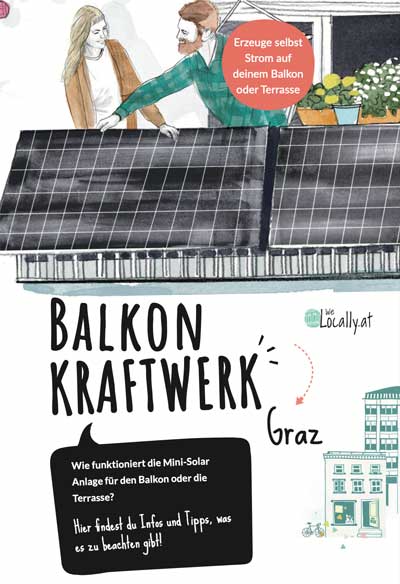 Erzeuge selbst
Strom auf
deinem Balkon
oder Terrasse
BALKON
KRAFTWERK
We
Locally.at
Graz
Wie funktioniert die Mini-Solar
Anlage für den Balkon oder die
Terrasse?
Hier findest du Infos und Tipps, was
es zu beachten gibt!